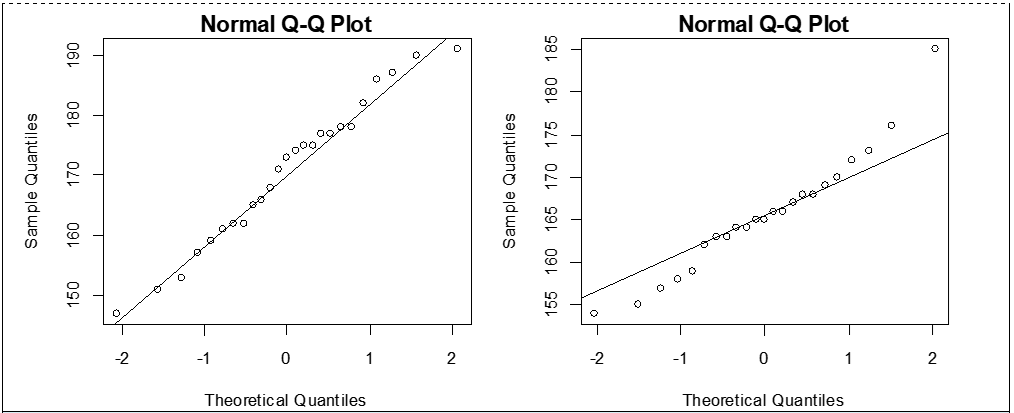 Normal Q-Q Plot
Sample Quantiles
190
180
170
160
150
-2 -1 0 1 2
Theoretical Quantiles
Normal Q-Q Plot
Sample Quantiles
185
180
175
170
165
160
155
-2 -1 0 1 2
Theoretical Quantiles